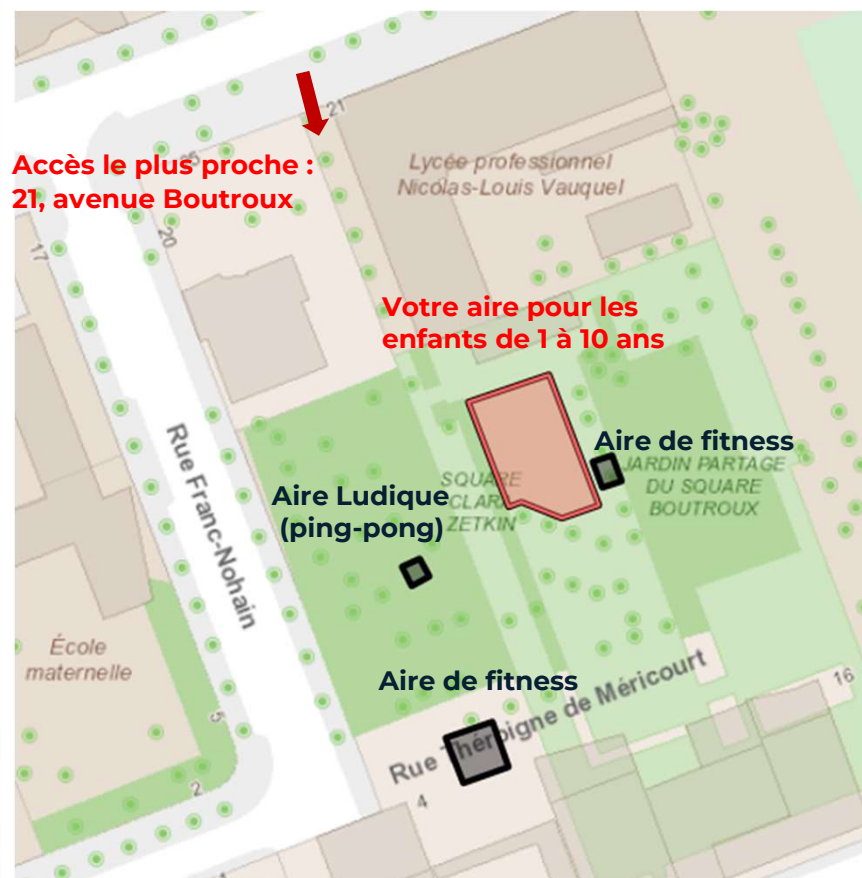 21
Accès le plus proche :
21, avenue Boutroux
Lycée professionnel
Nicolas-Louis Vauquel
20
17
Votre aire pour les
enfants de 1 à 10 ans
Rue Franc-Nohain
Aire de fitness
JARDIN PARTAGE
DU SQUARE
BOUTROUX
SQUARE
CLARA
ZETKIN
Aire Ludique
(ping-pong)
École
maternelle
Aire de fitness
Rue Théroigne de Méricourt
16
5
2
4